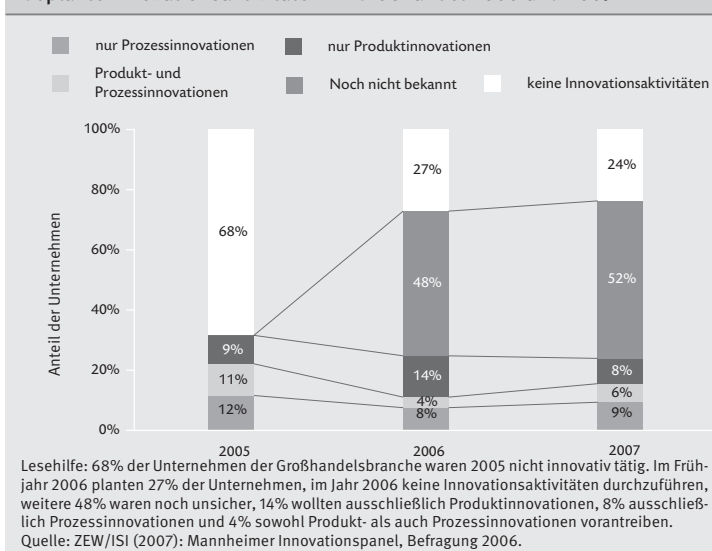 nur Prozessinnovationen
nur Produktinnovationen
Produkt- und
Prozessinnovationen
Noch nicht bekannt
keine Innovationsaktivitäten
Anteil der Unternehmen
100%
80%
60%
40%
20%
0%
68%
9%
11%
12%
27%
48%
14%
4%
8%
24%
52%
8%
6%
9%
2005
2006
2007
Lesehilfe: 68% der Unternehmen der Großhandelsbranche waren 2005 nicht innovativ tätig. Im Früh-
jahr 2006 planten 27% der Unternehmen, im Jahr 2006 keine Innovationsaktivitäten durchzuführen,
weitere 48% waren noch unsicher, 14% wollten ausschließlich Produktinnovationen, 8% ausschließ-
lich Prozessinnovationen und 4% sowohl Produkt- als auch Prozessinnovationen vorantreiben.
Quelle: ZEW/ISI (2007): Mannheimer Innovationspanel, Befragung 2006.